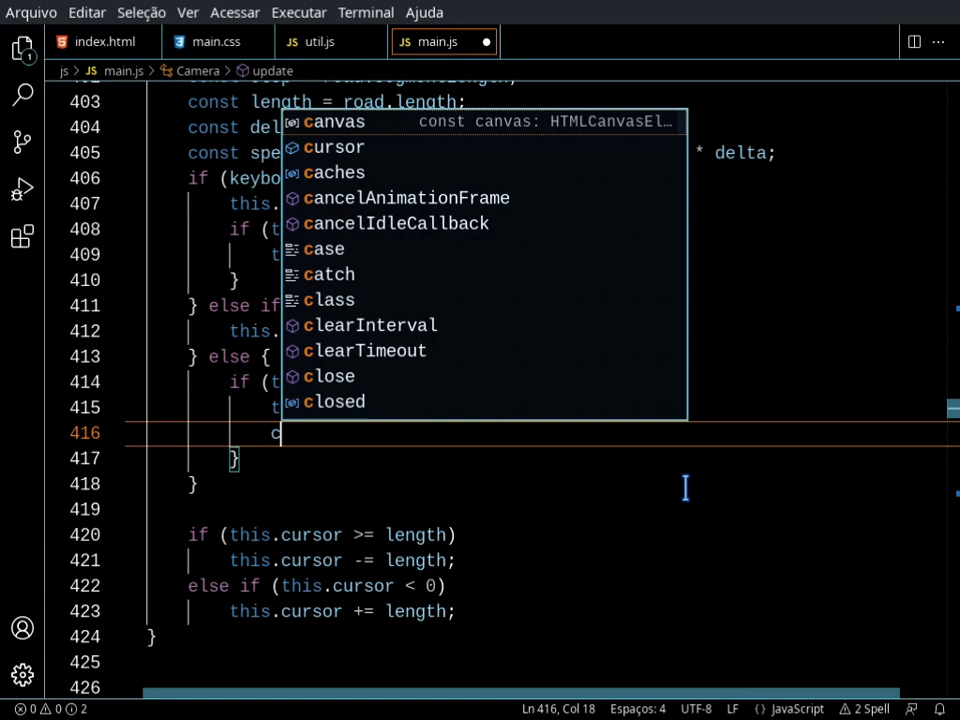 Arquivo Editar Seleção Ver Acessar Executar Terminal Ajuda
index.html main.css util.js main.js
js > main.js > Camera > update
403 const length = road.length;
404 const del
405 const spe * delta;
406 if (keybo
407 this.
408 if (t
409 t
410 }
411 } else if
412 this.
413 } else {
414 if (t
415 t
416 c
417 }
418 }
419
420 if (this.cursor >= length)
421 this.cursor -= length;
422 else if (this.cursor < 0)
423 this.cursor += length;
424 }
425
426
canvas const canvas: HTMLCanvasEl…
cursor
caches
cancelAnimationFrame
cancelIdleCallback
case
catch
class
clearInterval
clearTimeout
close
closed
1
0 0 2 Ln 416, Col 18 Espaços: 4 UTF-8 LF {} JavaScript 2 Spell